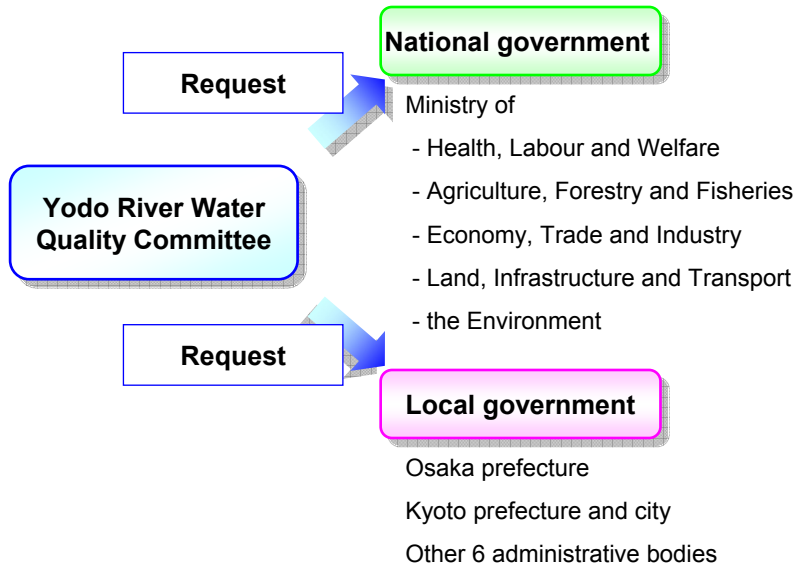 National government
Request
Ministry of
- Health, Labour and Welfare
- Agriculture, Forestry and Fisheries
- Economy, Trade and Industry
- Land, Infrastructure and Transport
- the Environment
Yodo River Water
Quality Committee
Request
Local government
Osaka prefecture
Kyoto prefecture and city
Other 6 administrative bodies